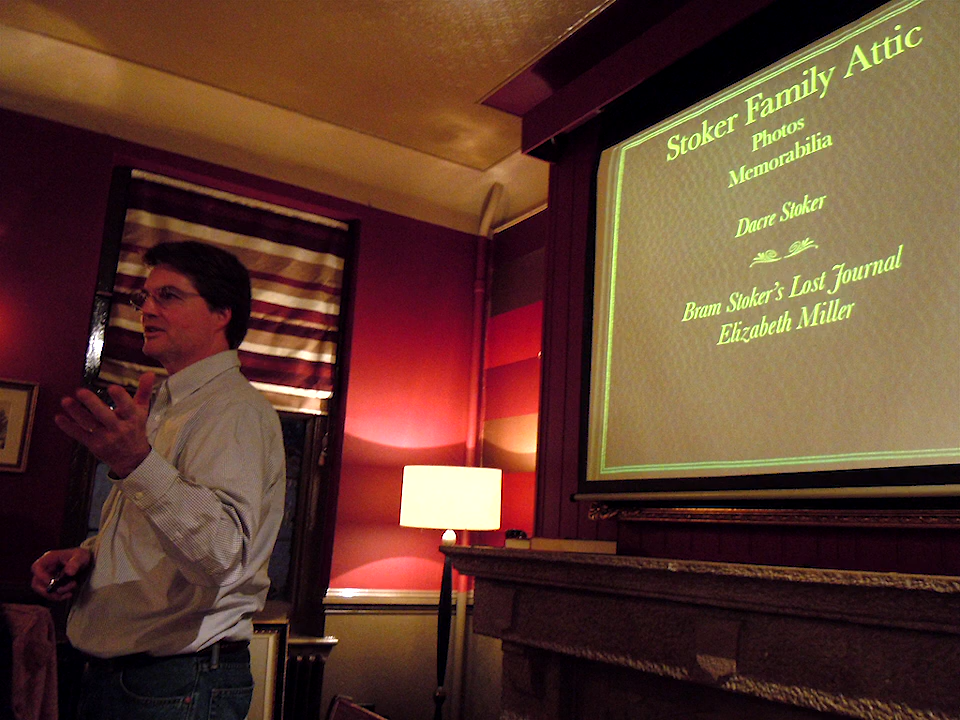 Stoker Family Attic
Photos
Memorabilia
Dacre Stoker
Bram Stoker's Lost Journal
Elizabeth Miller